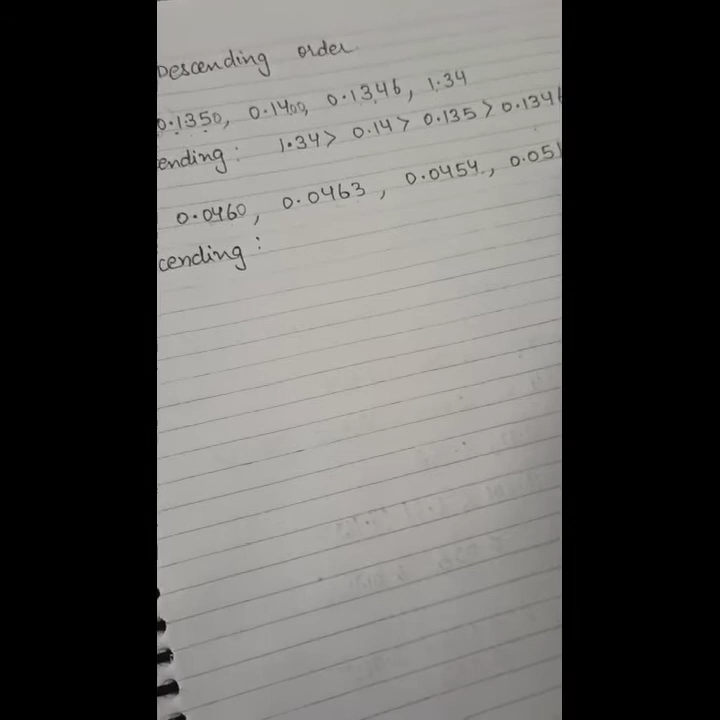 Descending order
0.1350, 0.1400, 0.1346, 1.34
ending: 1.34 > 0.14 > 0.135 > 0.1346
0.0460, 0.0463, 0.0454, 0.051
cending: